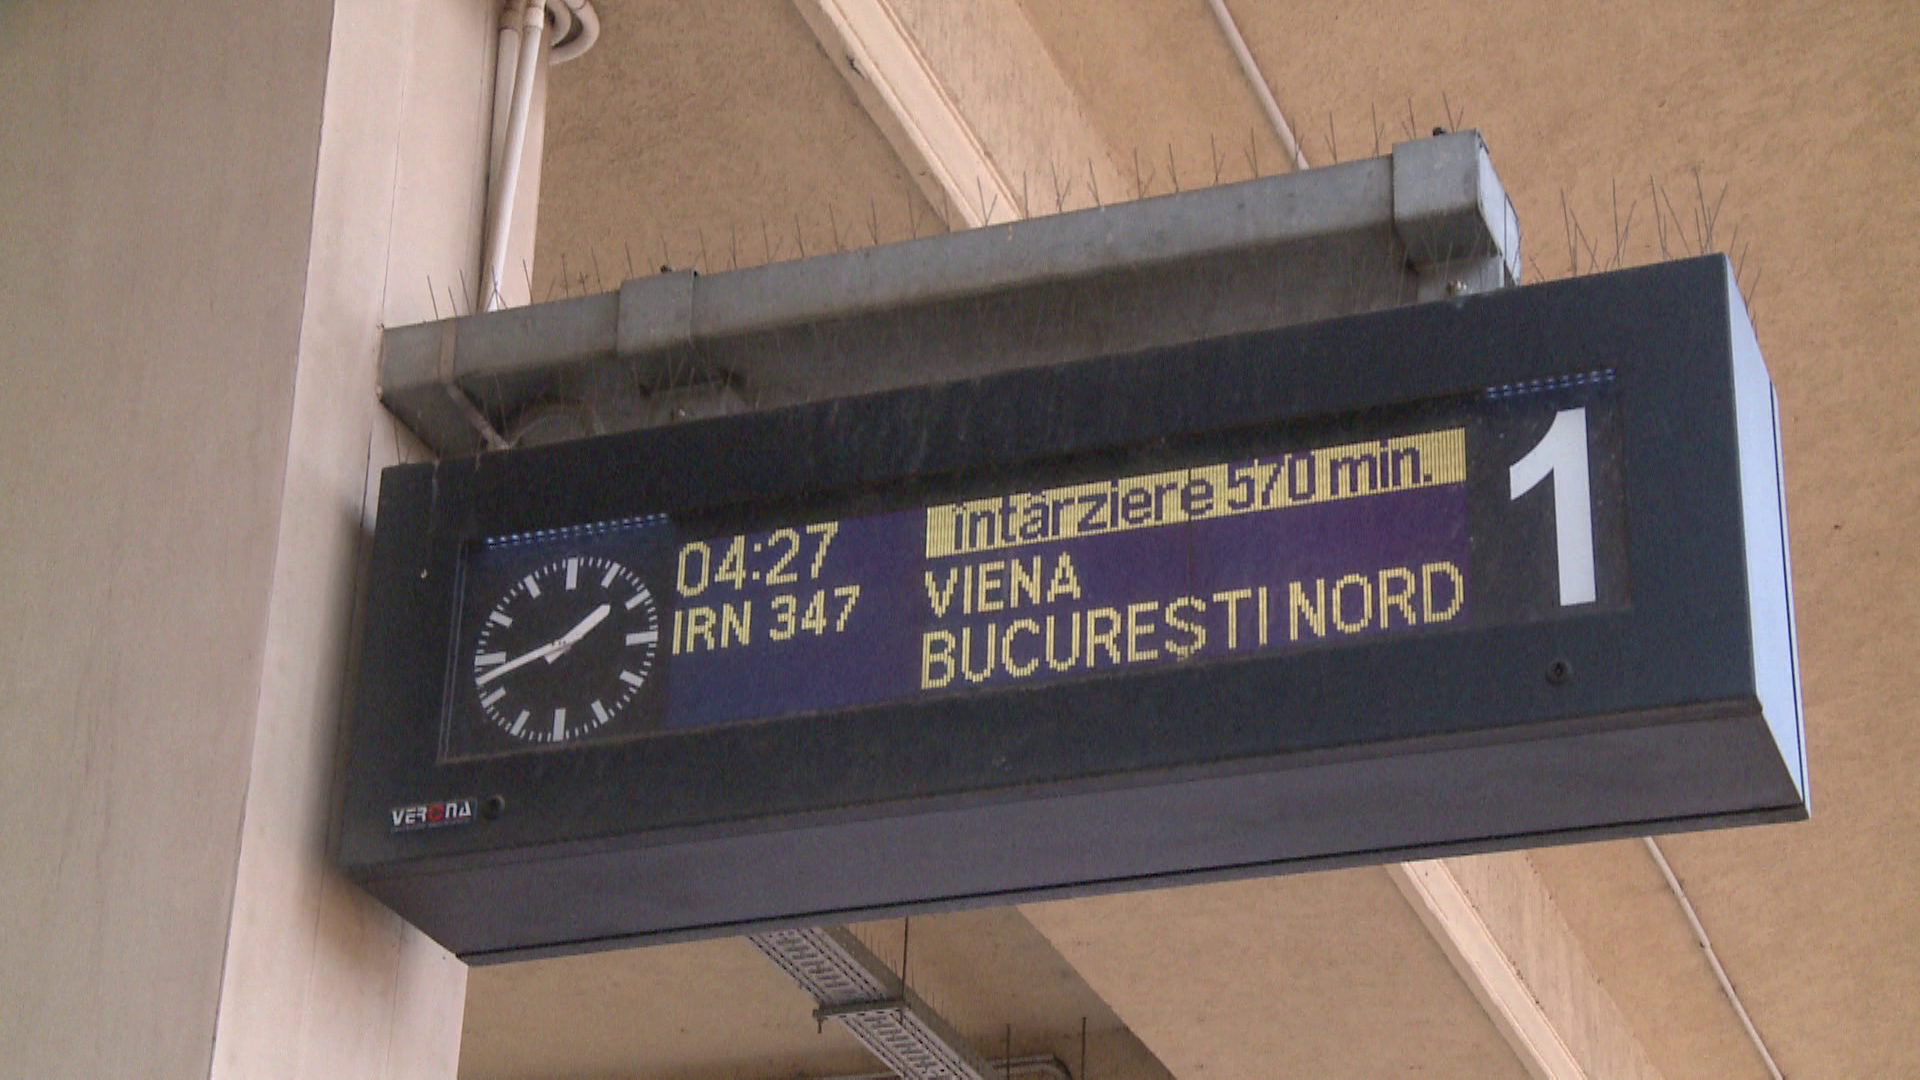 întârziere 570 min.
04:27
VIENA
IRN 347
BUCUREȘTI NORD
1
VERONA